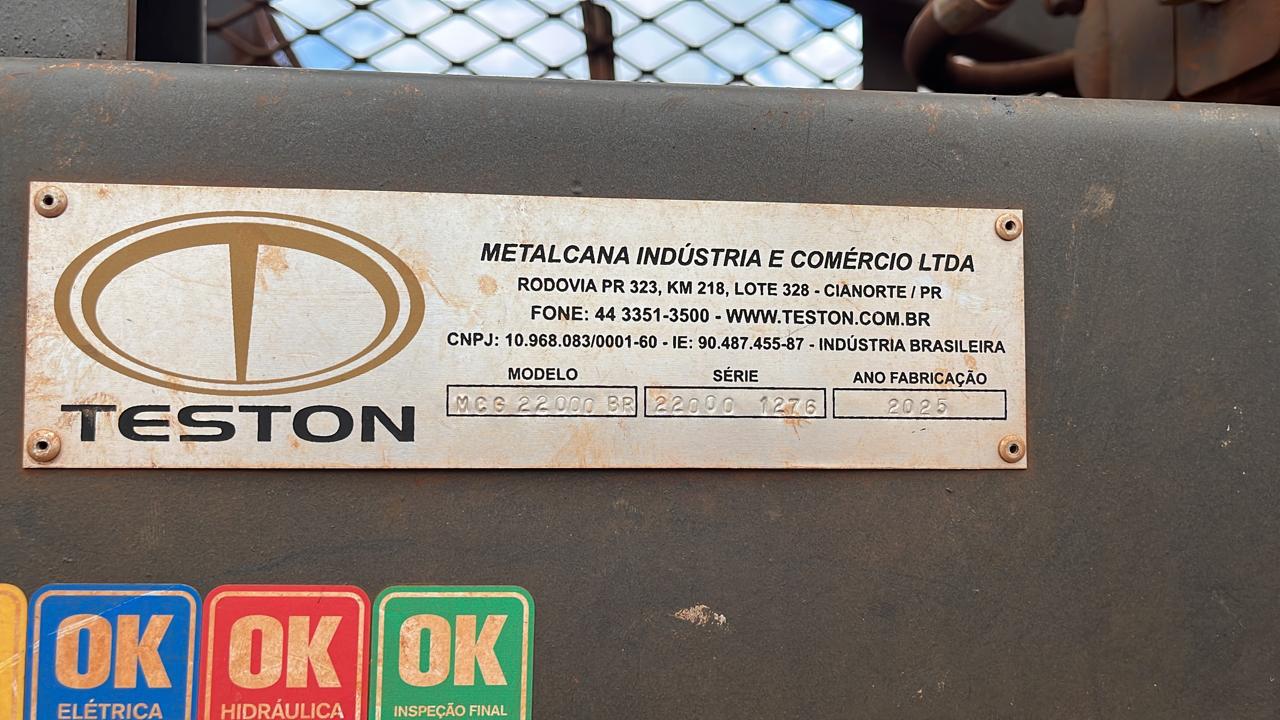 TESTON
METALCANA INDÚSTRIA E COMÉRCIO LTDA
RODOVIA PR 323, KM 218, LOTE 328 - CIANORTE / PR
FONE: 44 3351-3500 - WWW.TESTON.COM.BR
CNPJ: 10.968.083/0001-60 - IE: 90.487.455-87 - INDÚSTRIA BRASILEIRA
MODELO SÉRIE ANO FABRICAÇÃO
MCG 22000 BR 22000 1276 2025
OK OK OK
ELÉTRICA HIDRÁULICA INSPEÇÃO FINAL